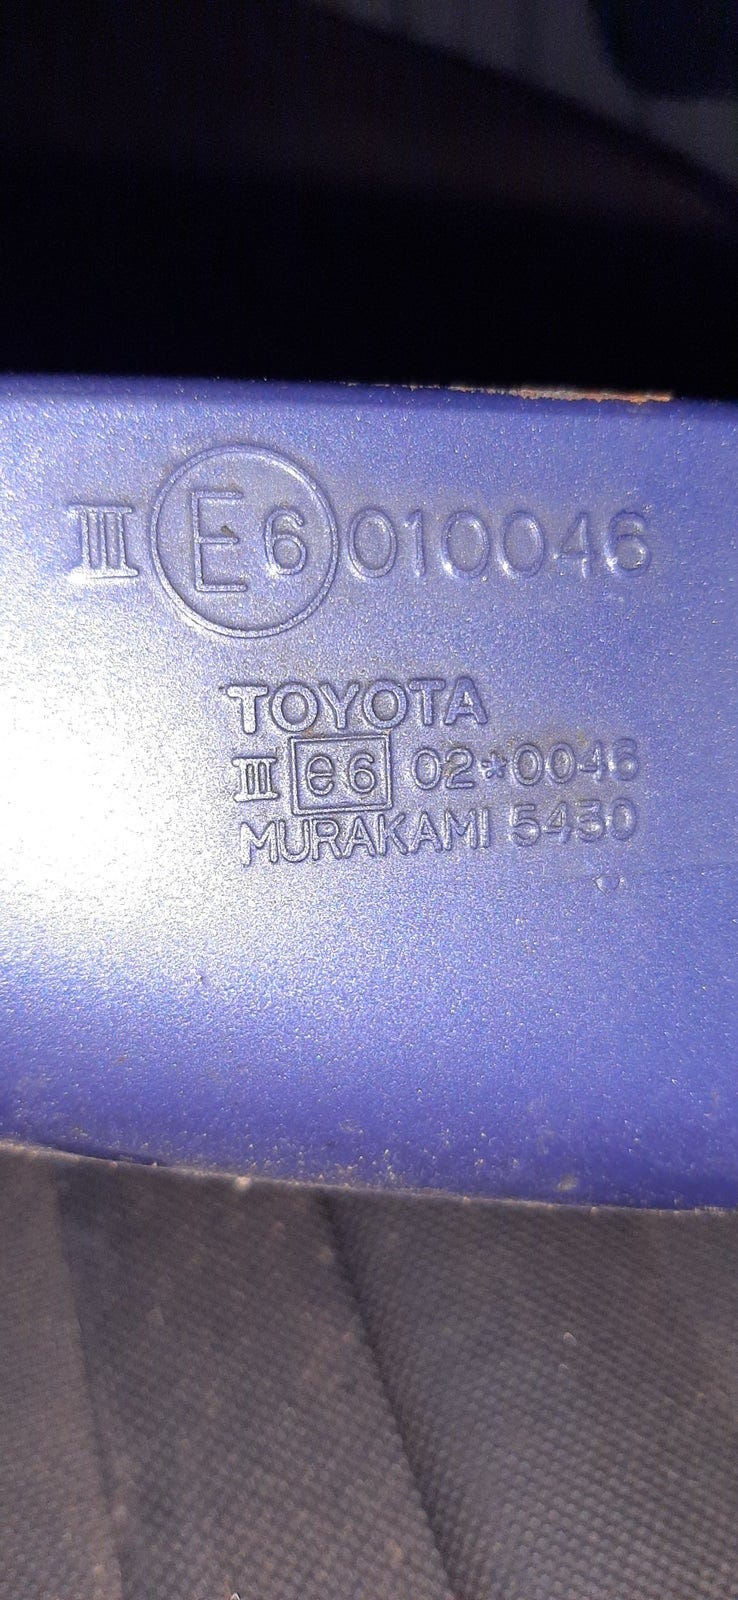 III E6 010046
TOYOTA
III e6 02*0046
MURAKAMI 5430